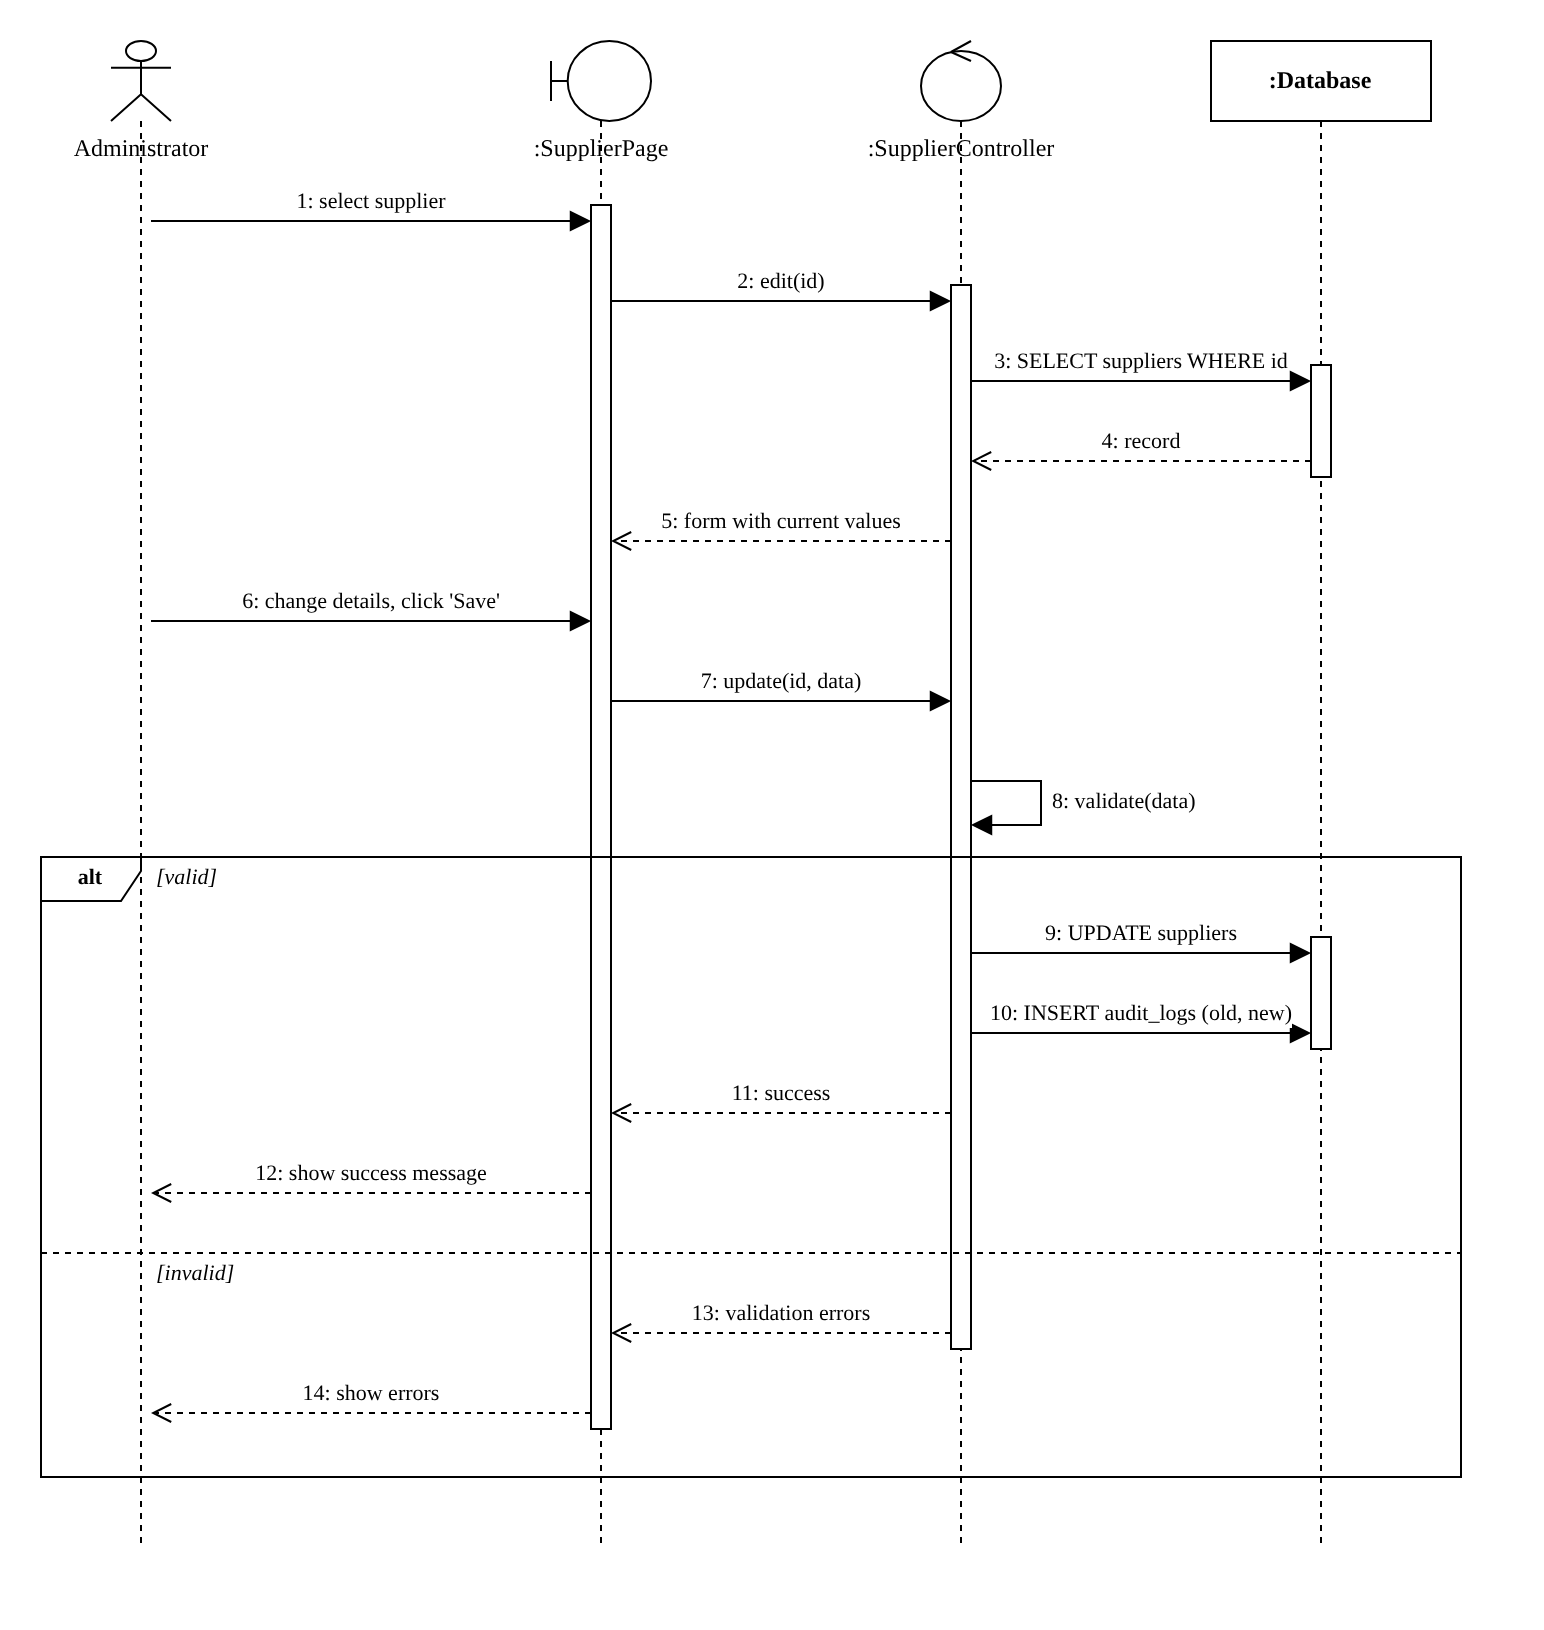 Administrator
:SupplierPage
:SupplierController
:Database
1: select supplier
2: edit(id)
3: SELECT suppliers WHERE id
4: record
5: form with current values
6: change details, click 'Save'
7: update(id, data)
8: validate(data)
alt
[valid]
9: UPDATE suppliers
10: INSERT audit_logs (old, new)
11: success
12: show success message
[invalid]
13: validation errors
14: show errors